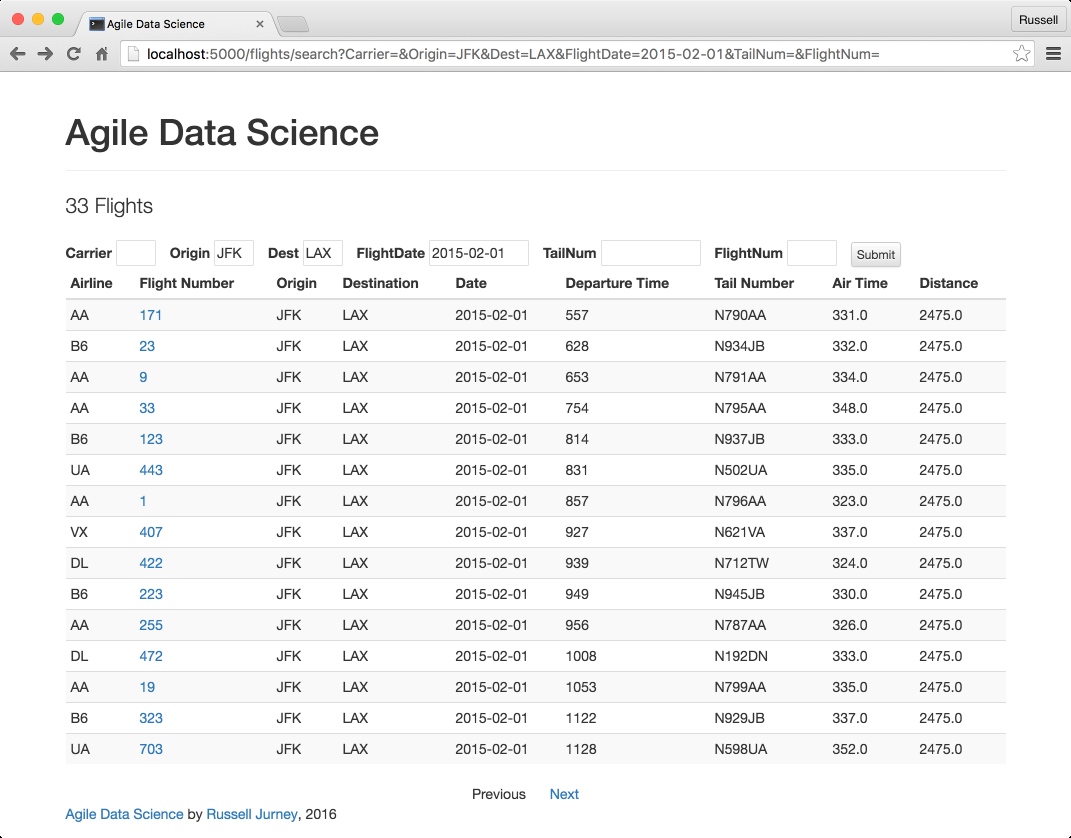 Agile Data Science
Russell
localhost:5000/flights/search?Carrier=&Origin=JFK&Dest=LAX&FlightDate=2015-02-01&TailNum=&FlightNum=
Agile Data Science
33 Flights
Carrier Origin JFK Dest LAX FlightDate 2015-02-01 TailNum FlightNum Submit
Airline Flight Number Origin Destination Date Departure Time Tail Number Air Time Distance
AA 171 JFK LAX 2015-02-01 557 N790AA 331.0 2475.0
B6 23 JFK LAX 2015-02-01 628 N934JB 332.0 2475.0
AA 9 JFK LAX 2015-02-01 653 N791AA 334.0 2475.0
AA 33 JFK LAX 2015-02-01 754 N795AA 348.0 2475.0
B6 123 JFK LAX 2015-02-01 814 N937JB 333.0 2475.0
UA 443 JFK LAX 2015-02-01 831 N502UA 335.0 2475.0
AA 1 JFK LAX 2015-02-01 857 N796AA 323.0 2475.0
VX 407 JFK LAX 2015-02-01 927 N621VA 337.0 2475.0
DL 422 JFK LAX 2015-02-01 939 N712TW 324.0 2475.0
B6 223 JFK LAX 2015-02-01 949 N945JB 330.0 2475.0
AA 255 JFK LAX 2015-02-01 956 N787AA 326.0 2475.0
DL 472 JFK LAX 2015-02-01 1008 N192DN 333.0 2475.0
AA 19 JFK LAX 2015-02-01 1053 N799AA 335.0 2475.0
B6 323 JFK LAX 2015-02-01 1122 N929JB 337.0 2475.0
UA 703 JFK LAX 2015-02-01 1128 N598UA 352.0 2475.0
Previous Next
Agile Data Science by Russell Jurney, 2016